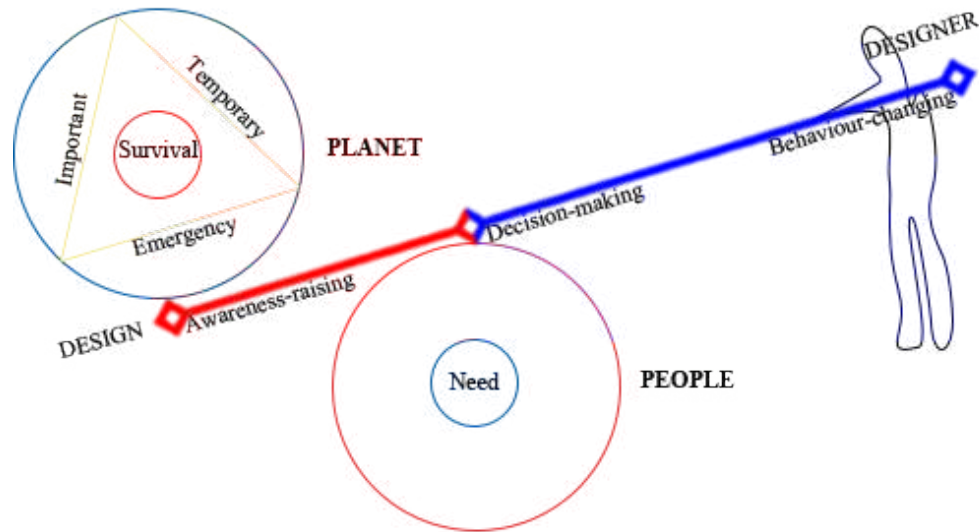 DESIGNER
Temporary
Important
Survival
PLANET
Behaviour-changing
Emergency
Decision-making
Awareness-raising
DESIGN
Need
PEOPLE